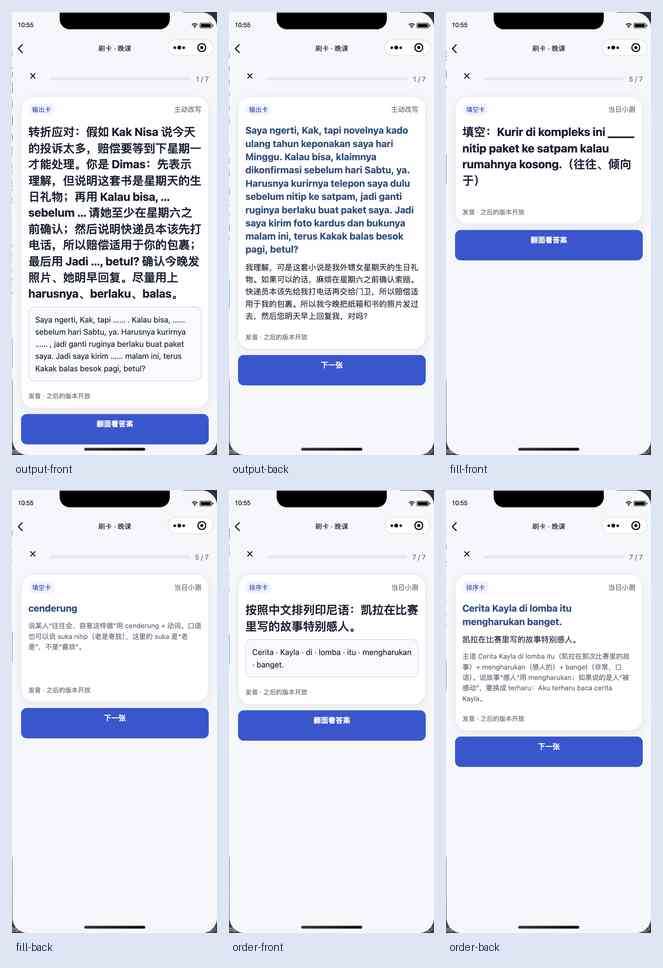 10:55
刷卡 · 晚课
1 / 7
输出卡
主动改写
转折应对：假如 Kak Nisa 说今天
的投诉太多，赔偿要等到下星期一
才能处理。你是 Dimas：先表示
理解，但说明这套书是星期天的生
日礼物；再用 Kalau bisa, ...
sebelum ... 请她至少在星期六之
前确认；然后说明快递员本该先打
电话，所以赔偿适用于你的包裹；
最后用 Jadi ..., betul? 确认今晚发
照片、她明早回复。尽量用上
harusnya、berlaku、balas。
Saya ngerti, Kak, tapi …… . Kalau bisa, ……
sebelum hari Sabtu, ya. Harusnya kurirnya
…… , jadi ganti ruginya berlaku buat paket
saya. Jadi saya kirim …… malam ini, terus
Kakak balas besok pagi, betul?
发音 · 之后的版本开放
翻面看答案
output-front
10:55
刷卡 · 晚课
1 / 7
输出卡
主动改写
Saya ngerti, Kak, tapi novelnya kado
ulang tahun keponakan saya hari
Minggu. Kalau bisa, klaimnya
dikonfirmasi sebelum hari Sabtu, ya.
Harusnya kurirnya telepon saya dulu
sebelum nitip ke satpam, jadi ganti
ruginya berlaku buat paket saya. Jadi
saya kirim foto kardus dan bukunya
malam ini, terus Kakak balas besok
pagi, betul?
我理解，可是这套小说是我外甥女星期天的生日礼
物。如果可以的话，麻烦在星期六之前确认索赔。
快递员本该先给我打电话再交给门卫，所以赔偿适
用于我的包裹。所以我今晚把纸箱和书的照片发过
去，然后您明天早上回复我，对吗？
发音 · 之后的版本开放
下一张
output-back
10:55
刷卡 · 晚课
5 / 7
填空卡
当日小测
填空：Kurir di kompleks ini ____
nitip paket ke satpam kalau
rumahnya kosong.（往往、倾向
于）
发音 · 之后的版本开放
翻面看答案
fill-front
10:55
刷卡 · 晚课
5 / 7
填空卡
当日小测
cenderung
说某人“往往会、容易这样做”用 cenderung + 动词。口语
也可以说 suka nitip（老是寄放），这里的 suka 是“老
是”，不是“喜欢”。
发音 · 之后的版本开放
下一张
fill-back
10:55
刷卡 · 晚课
7 / 7
排序卡
当日小测
按照中文排列印尼语：凯拉在比赛
里写的故事特别感人。
Cerita · Kayla · di · lomba · itu · mengharukan
· banget.
发音 · 之后的版本开放
翻面看答案
order-front
10:55
刷卡 · 晚课
7 / 7
排序卡
当日小测
Cerita Kayla di lomba itu
mengharukan banget.
凯拉在比赛里写的故事特别感人。
主语 Cerita Kayla di lomba itu（凯拉在那次比赛里的故
事）+ mengharukan（感人的）+ banget（非常，口
语）。说故事“感人”用 mengharukan；如果说的是人“被
感动”，要换成 terharu：Aku terharu baca cerita
Kayla。
发音 · 之后的版本开放
下一张
order-back